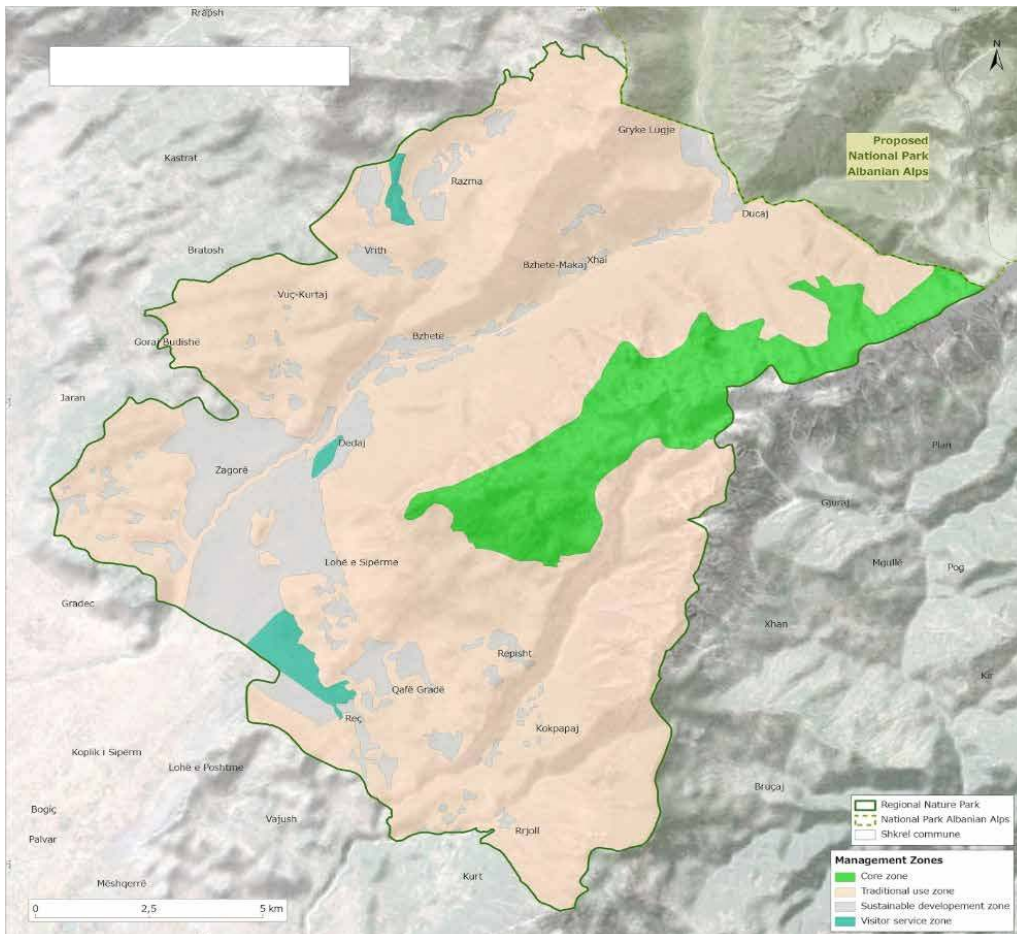 Rrapsh
N
Gryke Lugje
Proposed
National Park
Albanian Alps
Kastrat
Razma
Ducaj
Bratosh
Vrith
Xhaj
Bzhetë-Makaj
Vuç-Kurtaj
Bzhetë
Goraj Budishë
Jaran
Dedaj
Plan
Zagorë
Gjuraj
Lohë e Sipërme
Mgullë
Pog
Gradec
Xhan
Repisht
Kir
Qafë Gradë
Reç
Kokpapaj
Koplik i Sipërm
Lohë e Poshtme
Bruçaj
Bogiç
Vajush
Rrjoll
Palvar
Kurt
Mëshqerrë
Regional Nature Park
National Park Albanian Alps
Shkrel commune
Management Zones
Core zone
Traditional use zone
Sustainable developement zone
Visitor service zone
0 2,5 5 km